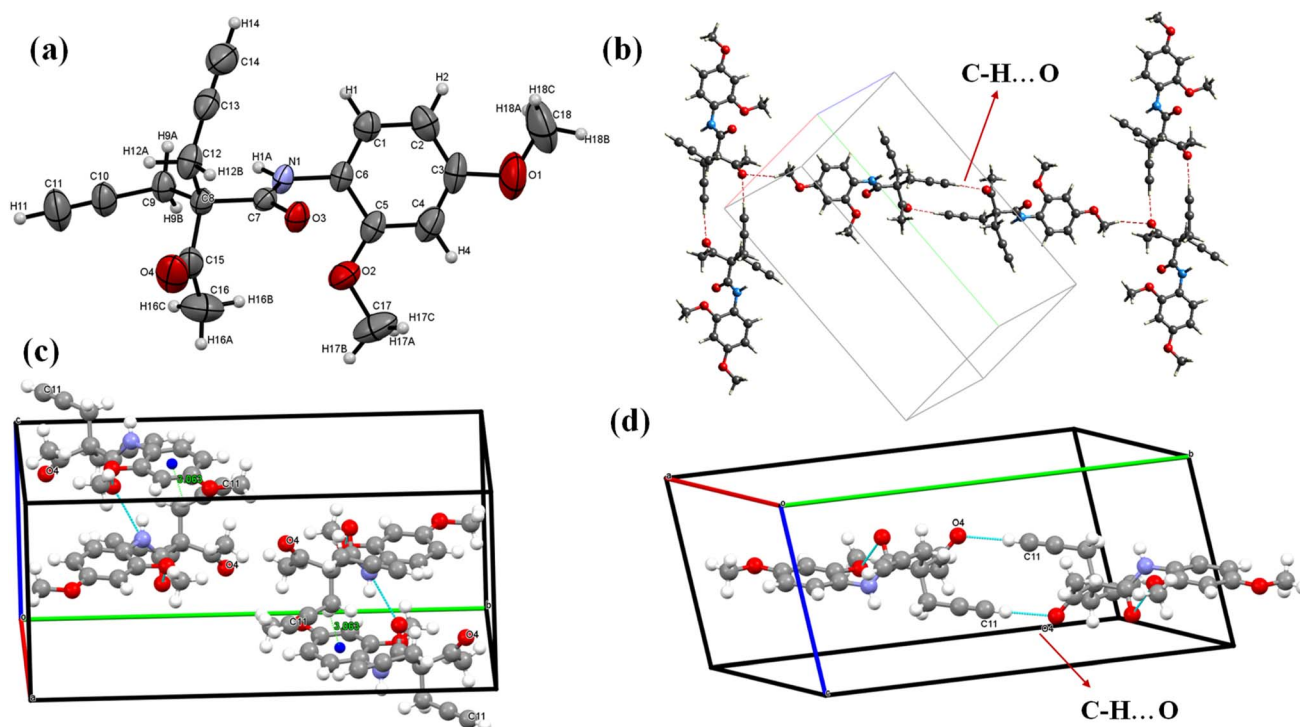 (a)
H14
C14
C13
H1
H2
H18C
H18A
C18
H18B
C1
C2
H9A
H12A
C12
H12B
H1A
N1
C3
O1
C6
C11
C10
C9
C8
C7
O3
C5
C4
H11
H9B
H4
C15
O4
O2
C16
H16C
H16B
H16A
C17
H17C
H17B
H17A
(b)
C-H…O
(c)
C11
c
O4
C11
O4
O4
b
C11
3.863
O4
a
C11
(d)
a
o
b
O4
C11
C11
O4
c
C-H…O